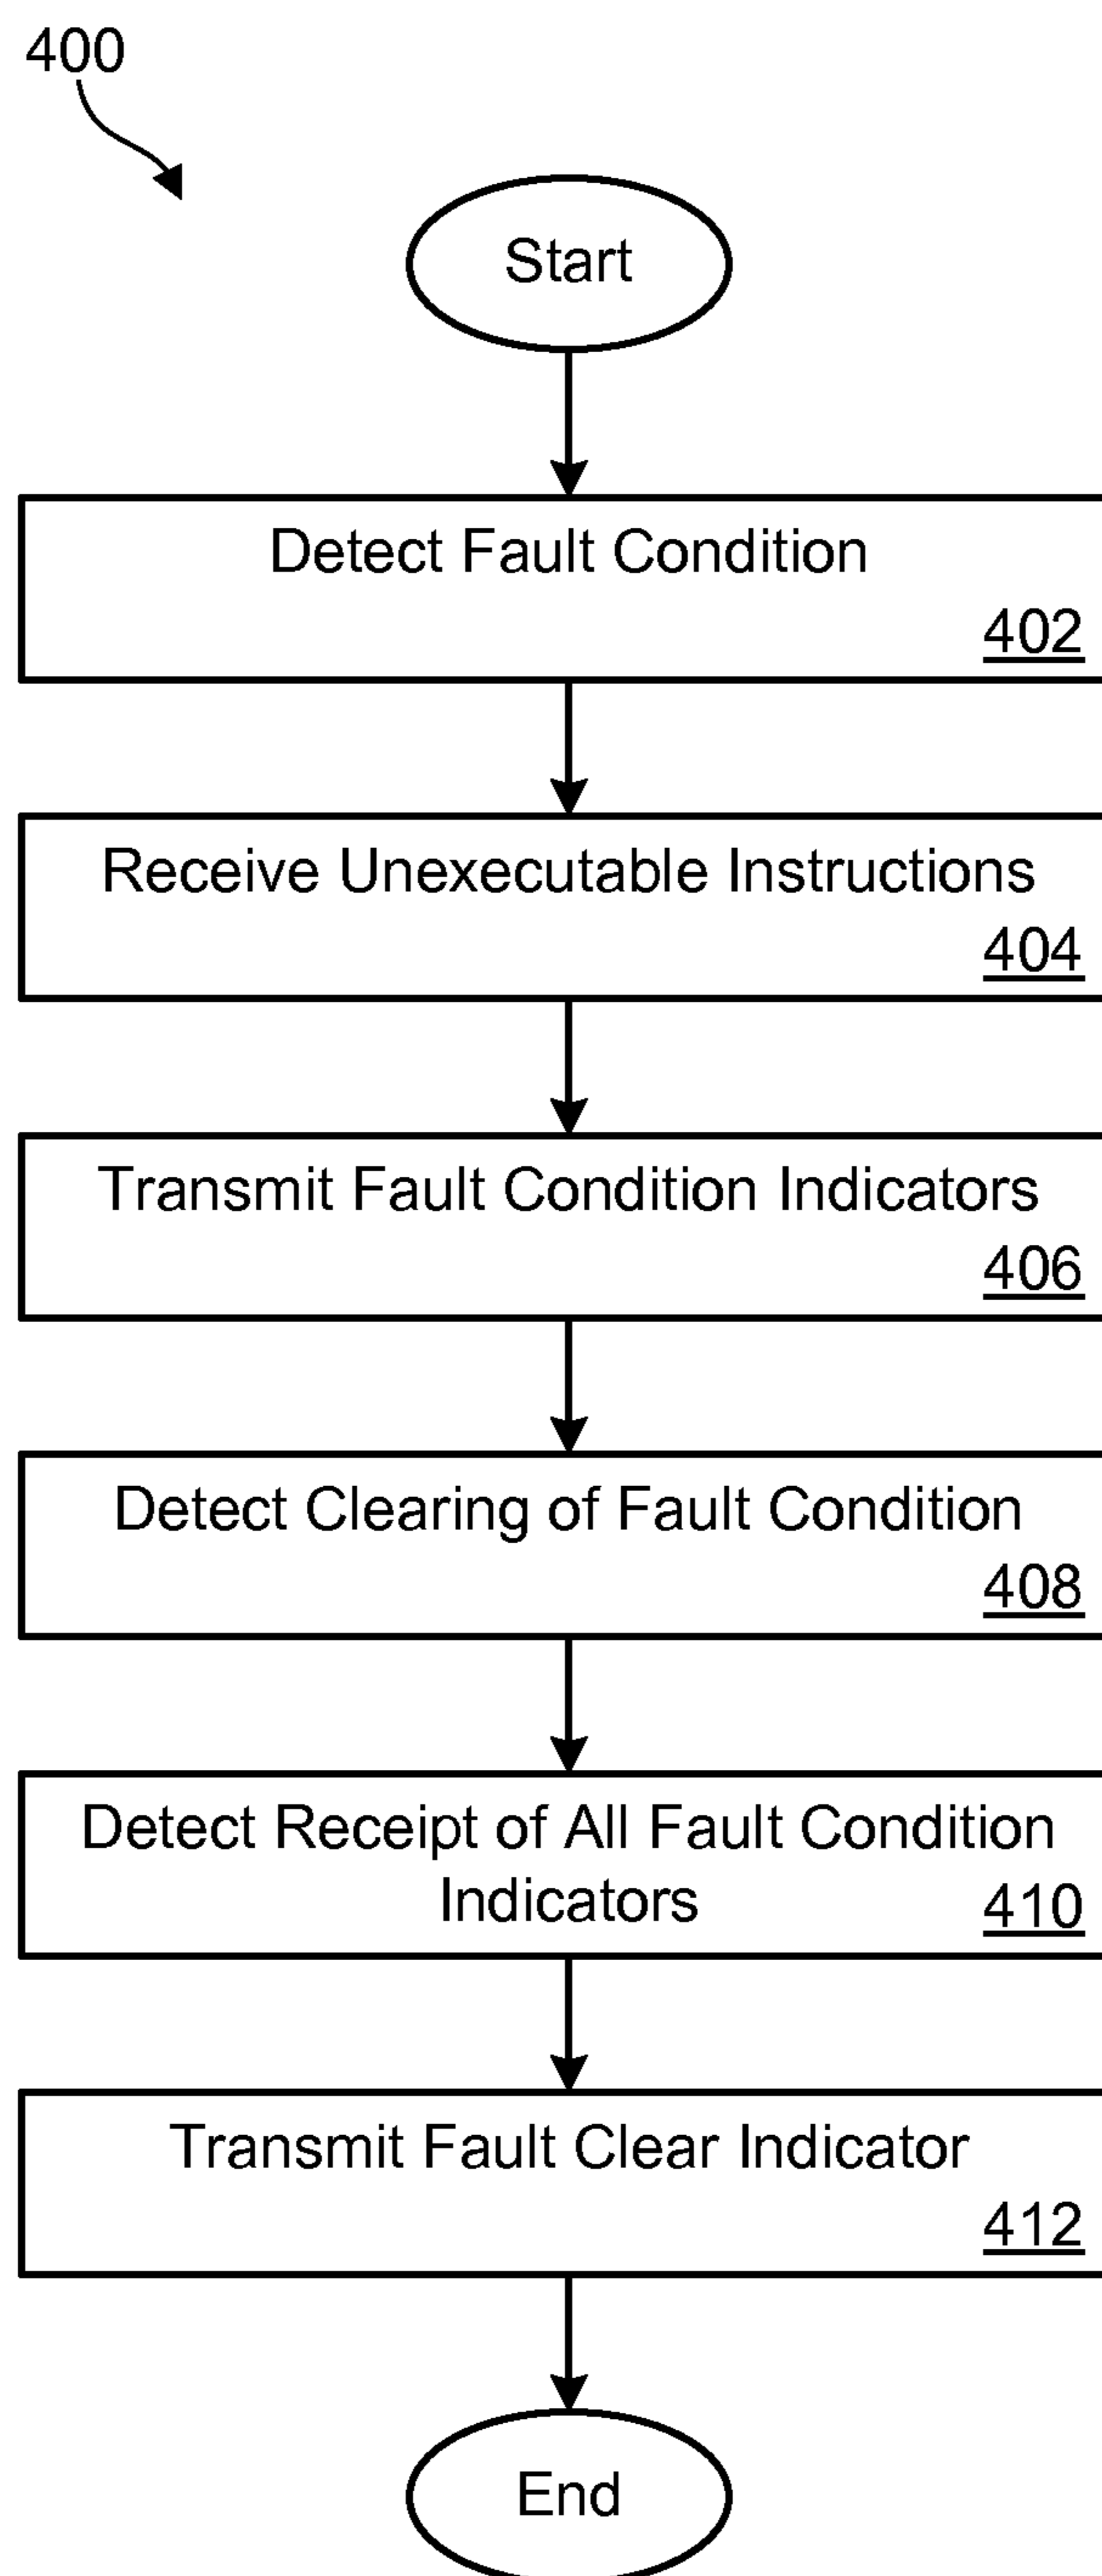 400
Start
Detect Fault Condition
402
Receive Unexecutable Instructions
404
Transmit Fault Condition Indicators
406
Detect Clearing of Fault Condition
408
Detect Receipt of All Fault Condition
Indicators
410
Transmit Fault Clear Indicator
412
End